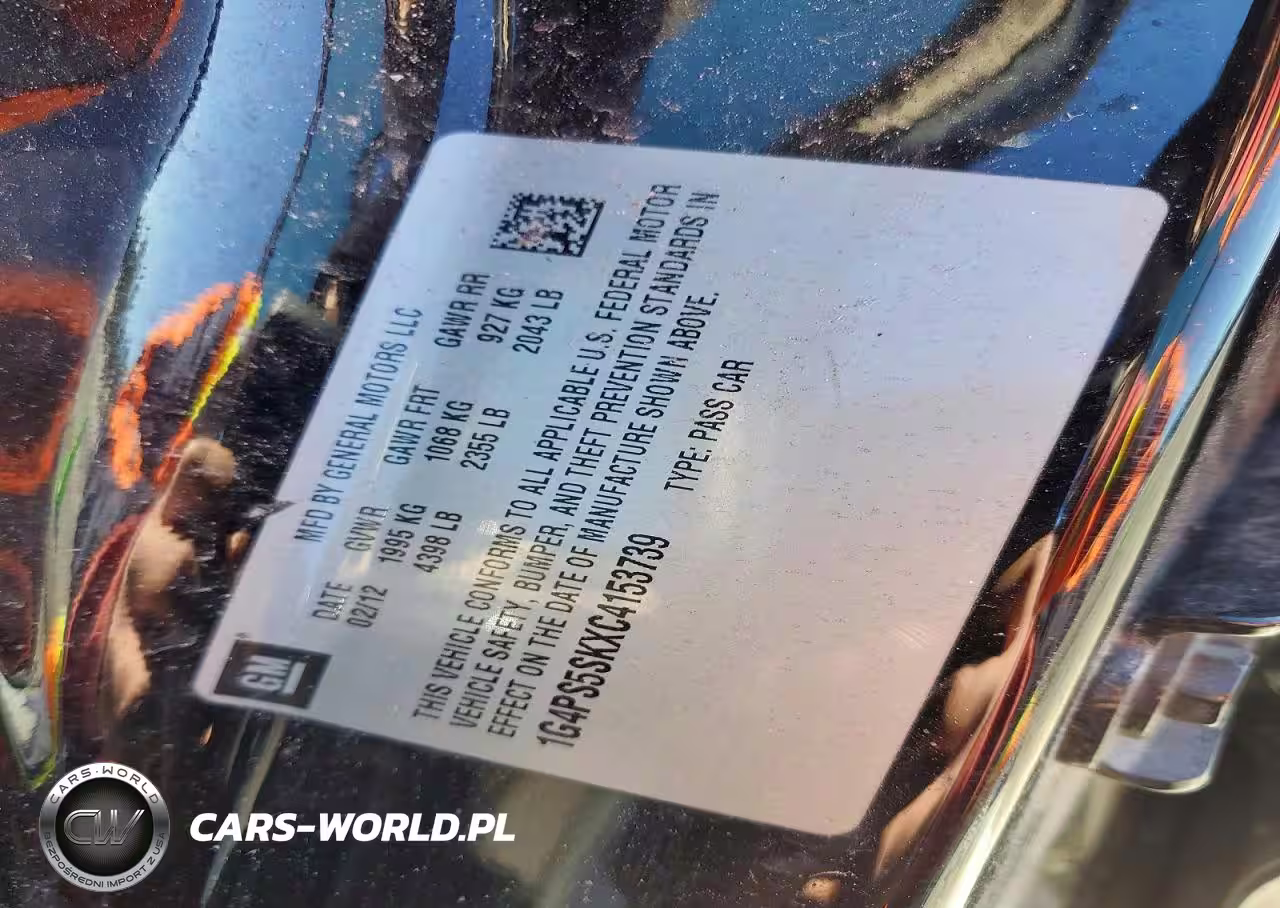 GM
MFD BY GENERAL MOTORS LLC
DATE GVWR GAWR FRT GAWR RR
02/12 1995 KG 1068 KG 927 KG
4398 LB 2355 LB 2043 LB
THIS VEHICLE CONFORMS TO ALL APPLICABLE U.S. FEDERAL MOTOR
VEHICLE SAFETY, BUMPER, AND THEFT PREVENTION STANDARDS IN
EFFECT ON THE DATE OF MANUFACTURE SHOWN ABOVE.
1G4PS5SKXC4153739 TYPE: PASS CAR
CARS-WORLD
CW
BEZPOŚREDNI IMPORT Z USA
CARS-WORLD.PL